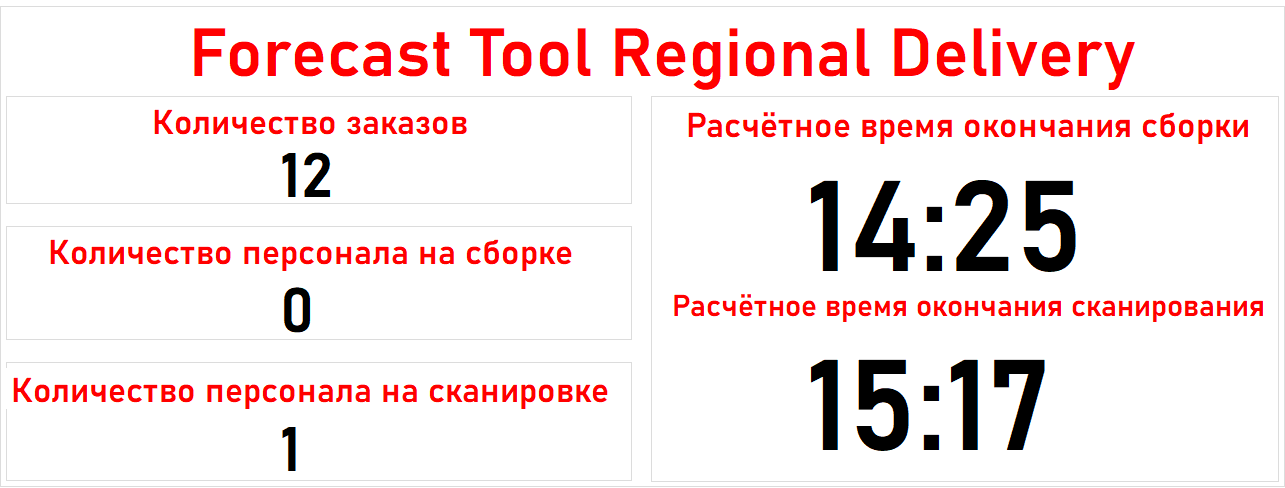 Forecast Tool Regional Delivery
Количество заказов
12
Количество персонала на сборке
0
Количество персонала на сканировке
1
Расчётное время окончания сборки
14:25
Расчётное время окончания сканирования
15:17